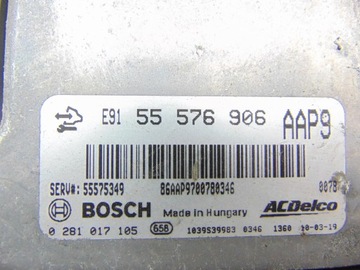 E91 55 576 906 AAP9
SERV#: 55575349 86AAP9700780346 0078
BOSCH Made in Hungary ACDelco
0 281 017 105 658 1039S39983 0346 1360 10-03-19